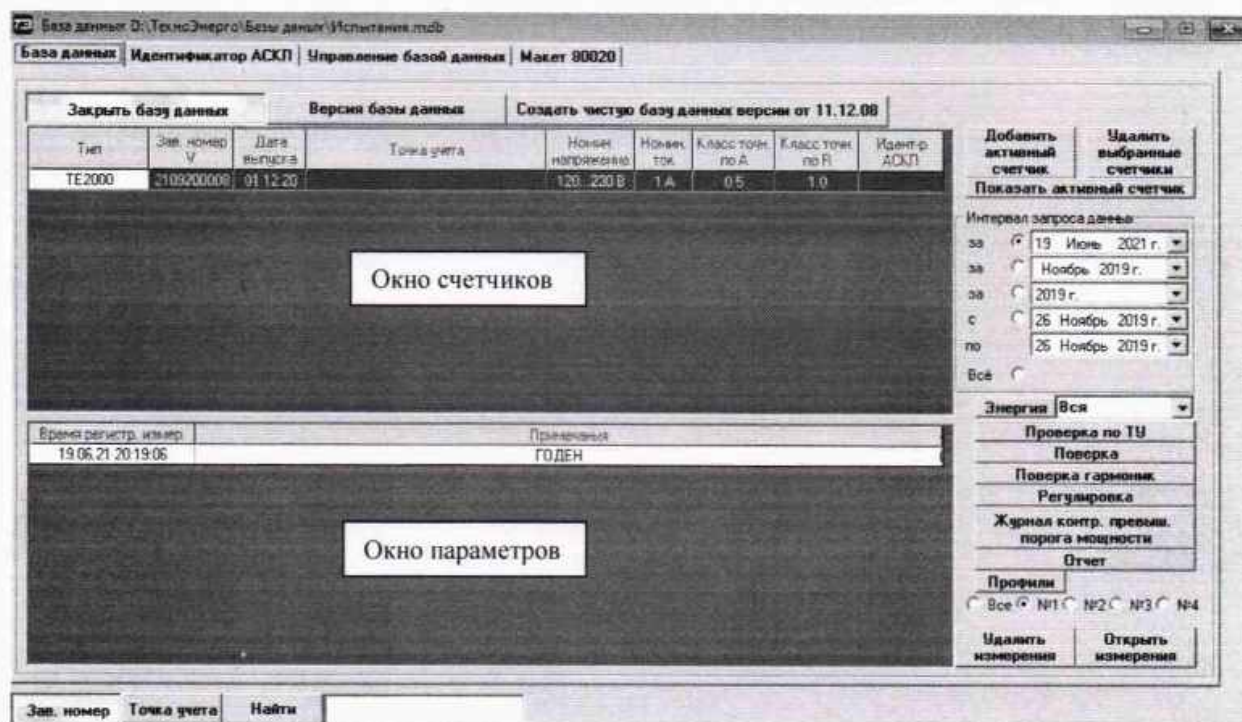 База данных D:\ТехноЭнерго\Базы данных\Испытания.mdb
База данных Идентификатор АСКП Управление базой данных Макет 80020
Закрыть базу данных Версия базы данных Создать чистую базу данных версии от 11.12.08
Тип Зав. номер V Дата выпуска Точка учета Номин. напряжение Номин. ток Класс точн. по A Класс точн. по R Идент-р АСКП
TE2000 2109200008 01.12.20 120...230 В 1 А 0.5 1.0
Окно счетчиков
Добавить активный счетчик Удалить выбранные счетчики
Показать активный счетчик
Интервал запроса данных
за 19 Июнь 2021 г.
за Ноябрь 2019 г.
за 2019 г.
с 26 Ноябрь 2019 г.
по 26 Ноябрь 2019 г.
Всё
Энергия Вся
Время регистр. измер. Примечания
19.06.21 20:19:06 ГОДЕН
Окно параметров
Проверка по ТУ
Поверка
Поверка гармоник
Регулировка
Журнал контр. превыш. порога мощности
Отчет
Профили
Все №1 №2 №3 №4
Удалить измерения Открыть измерения
Зав. номер Точка учета Найти